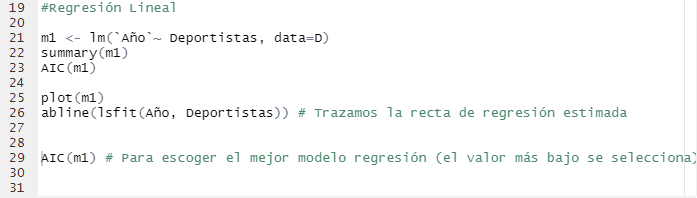 19 #Regresión Lineal
20
21 m1 <- lm(`Año`~ Deportistas, data=D)
22 summary(m1)
23 AIC(m1)
24
25 plot(m1)
26 abline(lsfit(Año, Deportistas)) # Trazamos la recta de regresión estimada
27
28
29 AIC(m1) # Para escoger el mejor modelo regresión (el valor más bajo se selecciona)
30
31